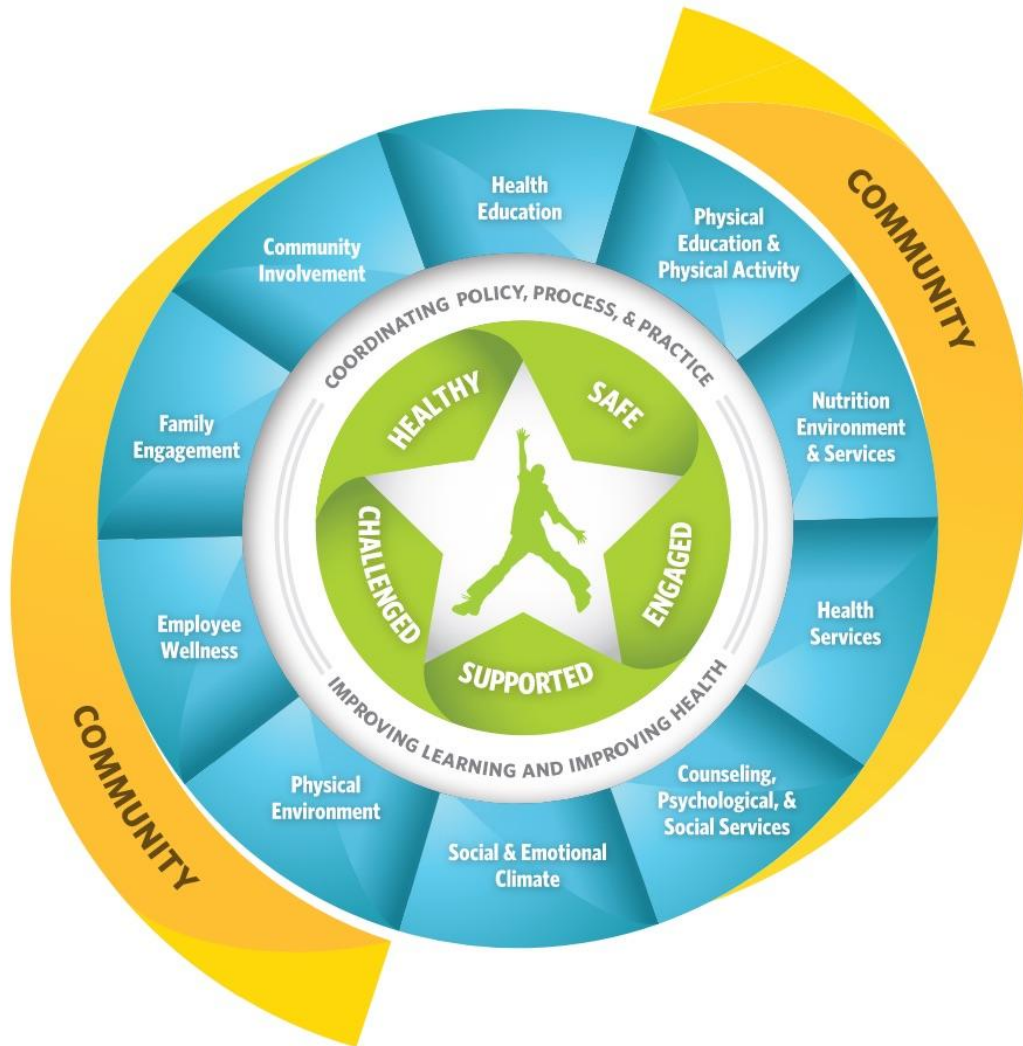 COMMUNITY
Health
Education
Physical
Education &
Physical Activity
Nutrition
Environment
& Services
Health
Services
Counseling,
Psychological, &
Social Services
Social & Emotional
Climate
Physical
Environment
Employee
Wellness
Family
Engagement
Community
Involvement
COORDINATING POLICY, PROCESS, & PRACTICE
IMPROVING LEARNING AND IMPROVING HEALTH
HEALTHY
SAFE
ENGAGED
SUPPORTED
CHALLENGED
COMMUNITY